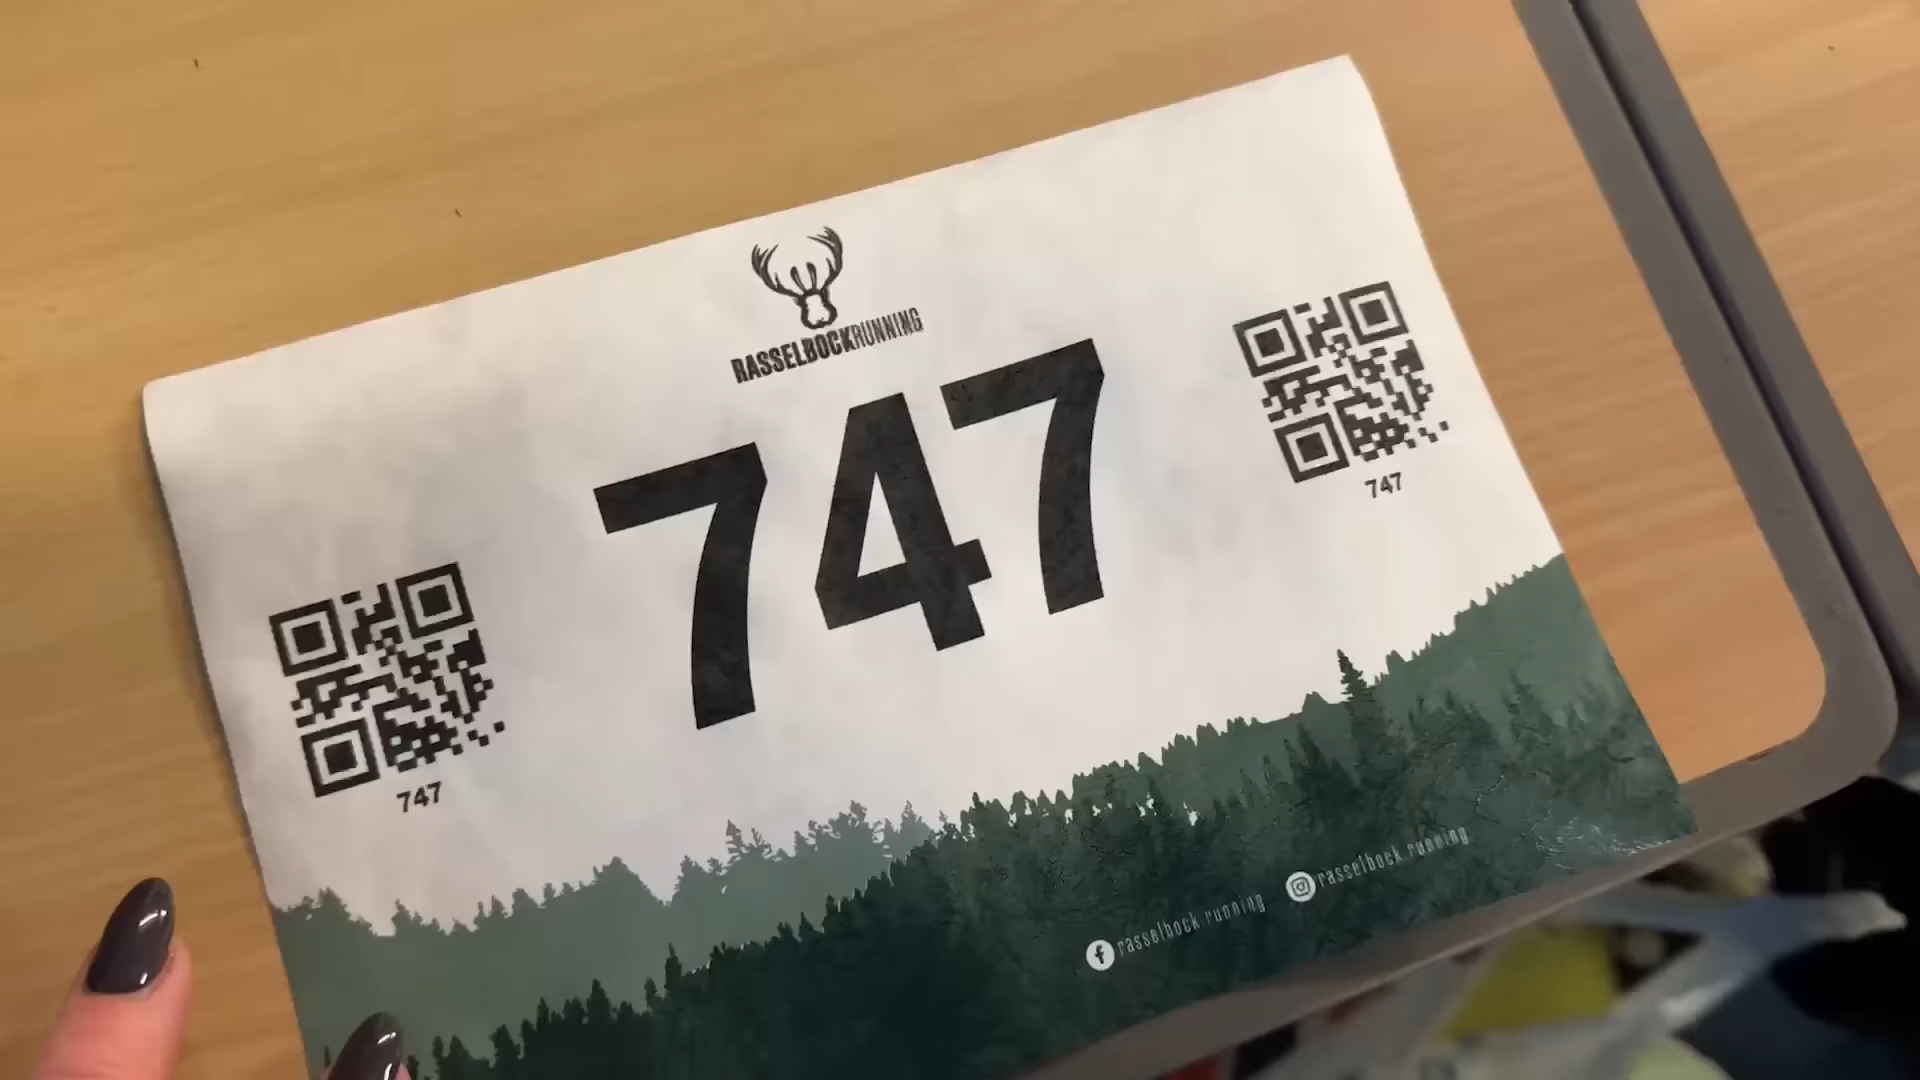 RASSELBOCKRUNNING
747
747
747
rasselbock running
rasselbock.running